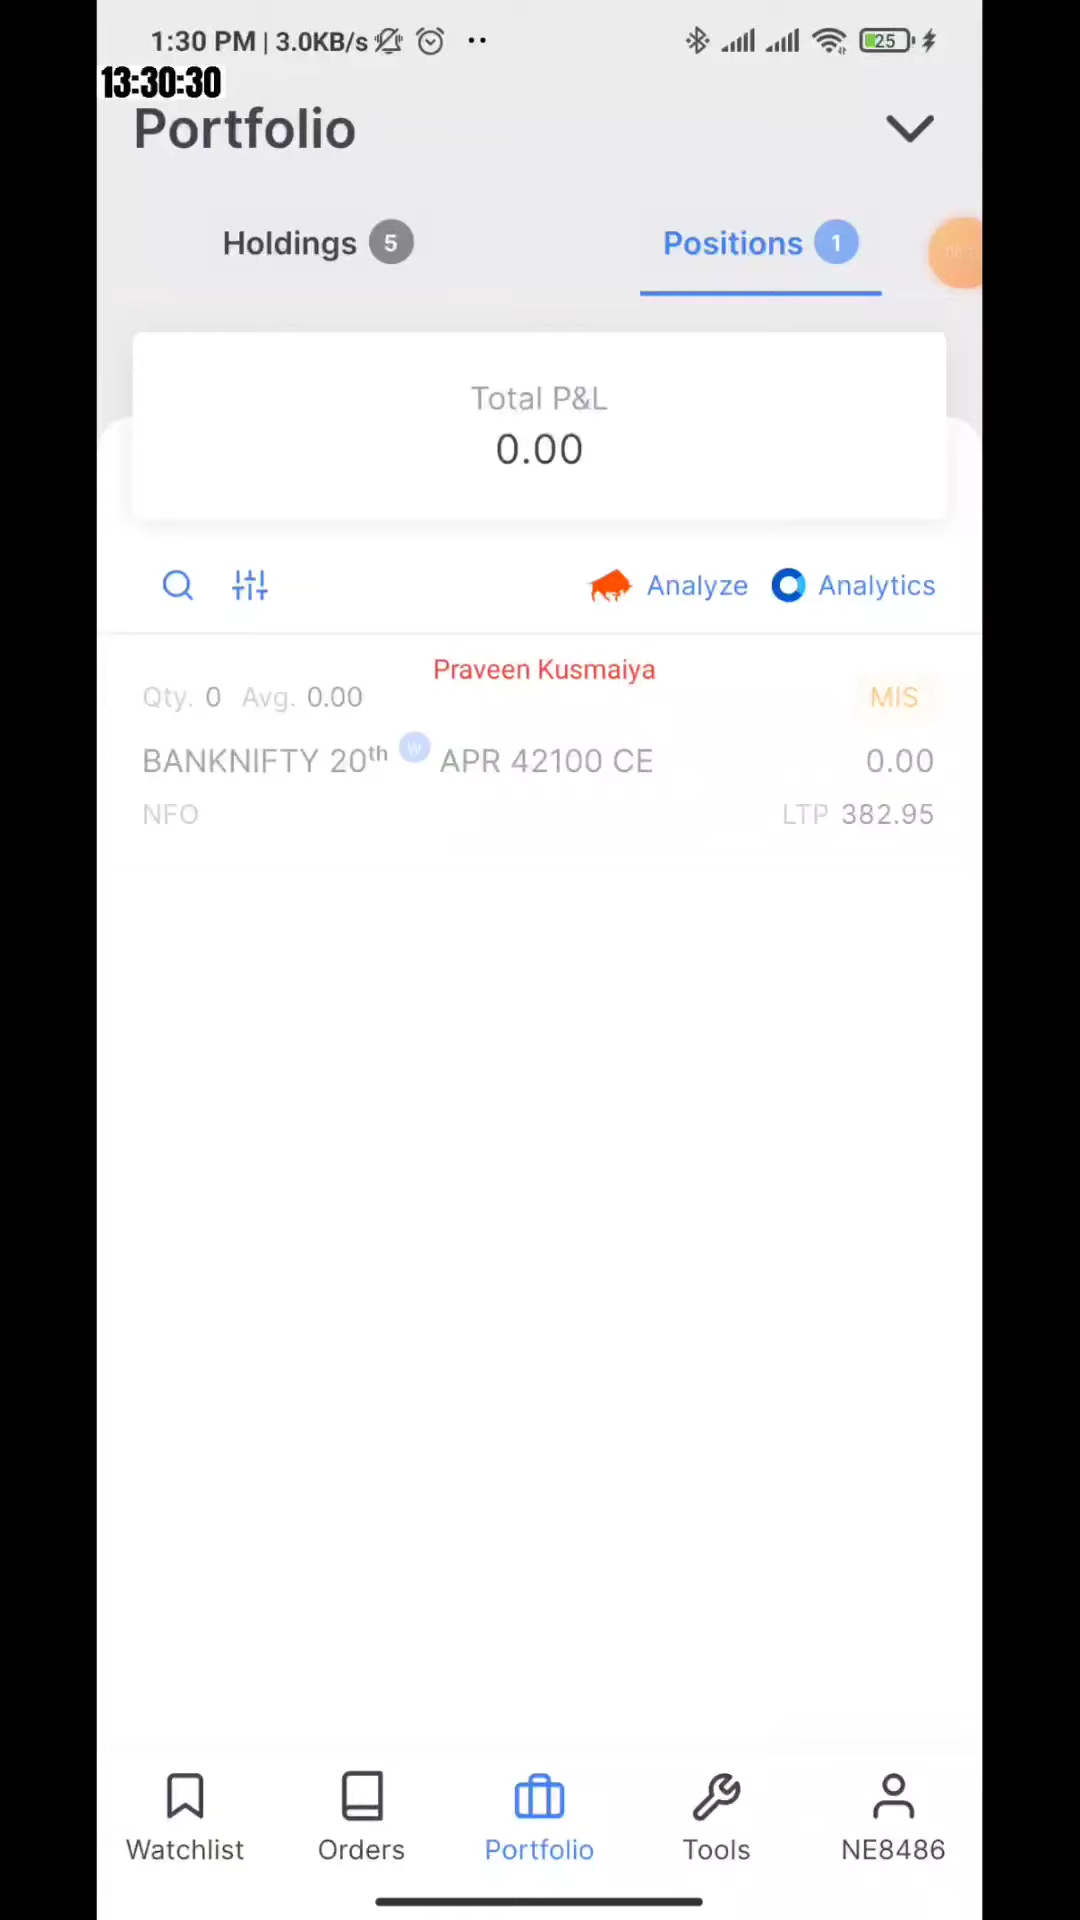 1:30 PM | 3.0KB/s 25
13:30:30
Portfolio
Holdings 5 Positions 1
Total P&L
0.00
Analyze Analytics
Praveen Kusmaiya
Qty. 0 Avg. 0.00 MIS
BANKNIFTY 20th W APR 42100 CE 0.00
NFO LTP 382.95
Watchlist Orders Portfolio Tools NE8486